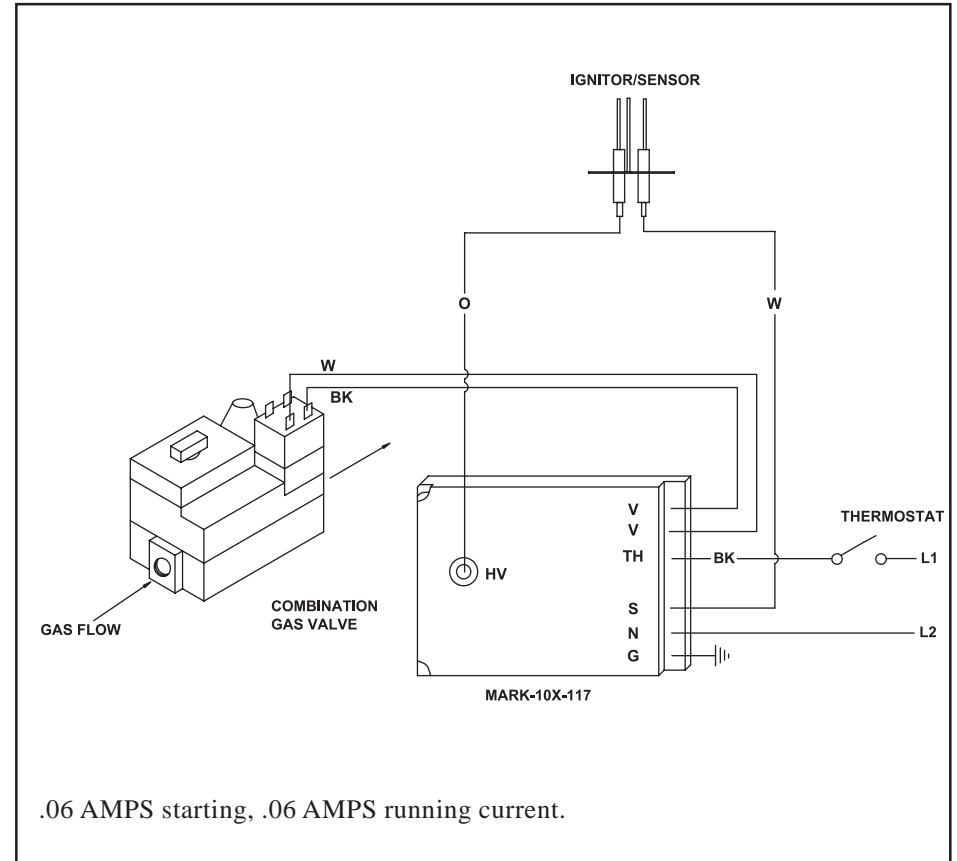 IGNITOR/SENSOR
O
W
W
BK
V
V
THERMOSTAT
TH
BK
L1
HV
S
COMBINATION
GAS VALVE
GAS FLOW
N
L2
G
MARK-10X-117
.06 AMPS starting, .06 AMPS running current.